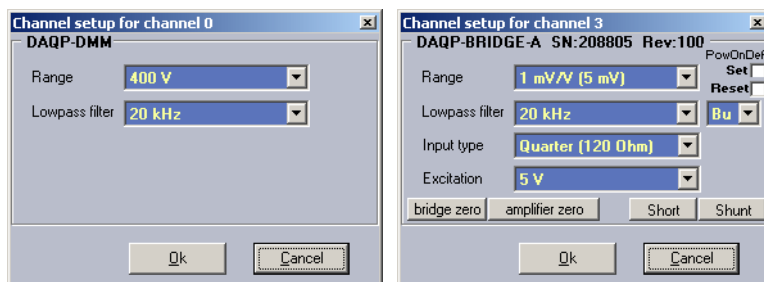 Channel setup for channel 0
DAQP-DMM
Range 400 V
Lowpass filter 20 kHz
Ok Cancel
Channel setup for channel 3
DAQP-BRIDGE-A SN:208805 Rev:100
PowOnDef
Set
Reset
Range 1 mV/V (5 mV)
Lowpass filter 20 kHz Bu
Input type Quarter (120 Ohm)
Excitation 5 V
bridge zero amplifier zero Short Shunt
Ok Cancel